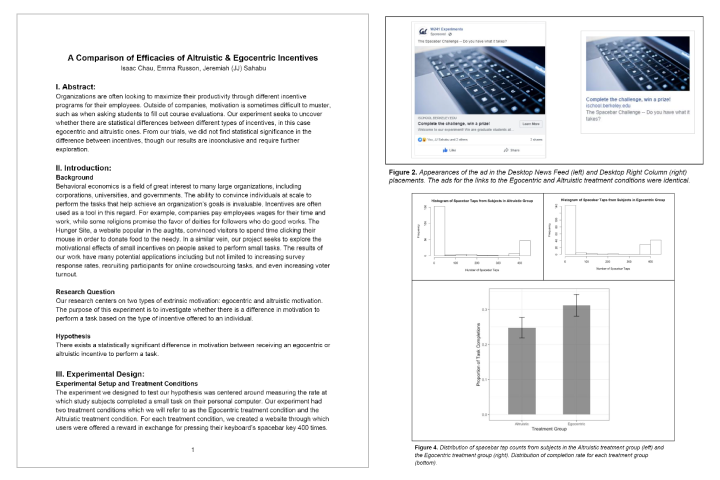 A Comparison of Efficacies of Altruistic & Egocentric Incentives
Isaac Chau, Emma Russon, Jeremiah (JJ) Sahabu
I. Abstract:
Organizations are often looking to maximize their productivity through different incentive
programs for their employees. Outside of companies, motivation is sometimes difficult to muster,
such as when asking students to fill out course evaluations. Our experiment seeks to uncover
whether there are statistical differences between different types of incentives, in this case
egocentric and altruistic ones. From our trials, we did not find statistical significance in the
difference between incentives, though our results are inconclusive and require further
exploration.
II. Introduction:
Background
Behavioral economics is a field of great interest to many large organizations, including
corporations, universities, and governments. The ability to convince individuals at scale to
perform the tasks that help achieve an organization's goals is invaluable. Incentives are often
used as a tool in this regard. For example, companies pay employees wages for their time and
work, while some religions promise the favor of deities for followers who do good works. The
Hunger Site, a website popular in the aughts, convinced visitors to spend time clicking their
mouse in order to donate food to the needy. In a similar vein, our project seeks to explore the
motivational effects of small incentives on people asked to perform small tasks. The results of
our work have many potential applications including but not limited to increasing survey
response rates, recruiting participants for online crowdsourcing tasks, and even increasing voter
turnout.
Research Question
Our research centers on two types of extrinsic motivation: egocentric and altruistic motivation.
The purpose of this experiment is to investigate whether there is a difference in motivation to
perform a task based on the type of incentive offered to an individual.
Hypothesis
There exists a statistically significant difference in motivation between receiving an egocentric or
altruistic incentive to perform a task.
III. Experimental Design:
Experimental Setup and Treatment Conditions
The experiment we designed to test our hypothesis was centered around measuring the rate at
which study subjects completed a small task on their personal computer. Our experiment had
two treatment conditions which we will refer to as the Egocentric treatment condition and the
Altruistic treatment condition. For each treatment condition, we created a website through which
users were offered a reward in exchange for pressing their keyboard's spacebar key 400 times.
1
Sponsored
The Spacebar Challenge -- Do you have what it takes?
Complete the challenge, win a prize!
Learn More
Like
Share
Complete the challenge, win a prize!
ischool.berkeley.edu
The Spacebar Challenge -- Do you have what it
takes?
Figure 2. Appearances of the ad in the Desktop News Feed (left) and Desktop Right Column (right)
placements. The ads for the links to the Egocentric and Altruistic treatment conditions were identical.
Histogram of Spacebar Taps from Subjects in Altruistic Group
Frequency
0 100 200 300 400
Number of Spacebar Taps
Histogram of Spacebar Taps from Subjects in Egocentric Group
Frequency
0 100 200 300 400
Number of Spacebar Taps
Proportion of Task Completions
0.3
0.2
0.1
0.0
Altruistic Egocentric
Treatment Group
Figure 4. Distribution of spacebar tap counts from subjects in the Altruistic treatment group (left) and
the Egocentric treatment group (right). Distribution of completion rate for each treatment group
(bottom).